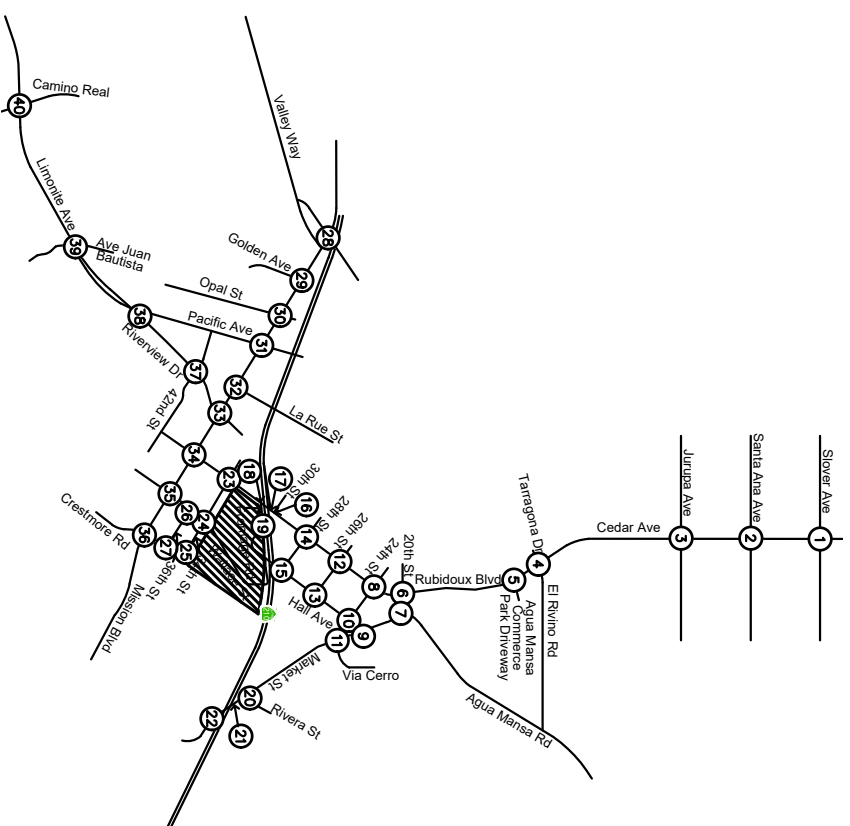 Camino Real
40
Limonite Ave
39
Ave Juan
Bautista
38
Riverview Dr
37
42nd St
Valley Way
28
Golden Ave
29
Opal St
30
Pacific Ave
31
32
La Rue St
33
34
35
Crestmore Rd
36
Mission Blvd
27
36th St
26
25
24
23
18
17
30th St
16
19
28th St
14
15
26th St
12
13
24th St
8
Hall Ave
10
9
11
Via Cerro
Market St
20
Rivera St
21
22
20th St
6
7
Rubidoux Blvd
5
4
Tarragona Dr
Agua Mansa
Commerce
Park Driveway
El Rivino Rd
Agua Mansa Rd
Cedar Ave
3
Jurupa Ave
2
Santa Ana Ave
1
Slover Ave